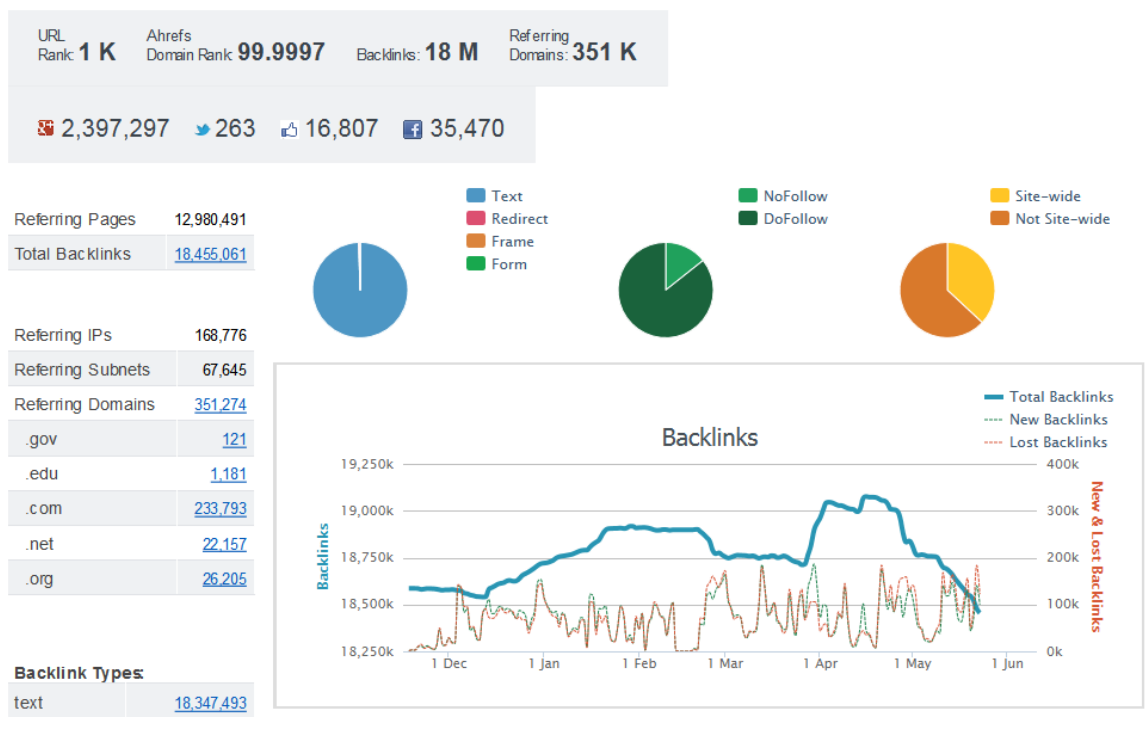 URL Rank: 1 K
Ahrefs Domain Rank: 99.9997
Backlinks: 18 M
Referring Domains: 351 K
2,397,297 263 16,807 35,470
Referring Pages 12,980,491
Total Backlinks 18,455,061
Referring IPs 168,776
Referring Subnets 67,645
Referring Domains 351,274
.gov 121
.edu 1,181
.com 233,793
.net 22,157
.org 26,205
Backlink Types:
text 18,347,493
Text
Redirect
Frame
Form
NoFollow
DoFollow
Site-wide
Not Site-wide
Total Backlinks
New Backlinks
Lost Backlinks
Backlinks
Backlinks
19,250k
19,000k
18,750k
18,500k
18,250k
400k
300k
200k
100k
0k
New & Lost Backlinks
1 Dec 1 Jan 1 Feb 1 Mar 1 Apr 1 May 1 Jun